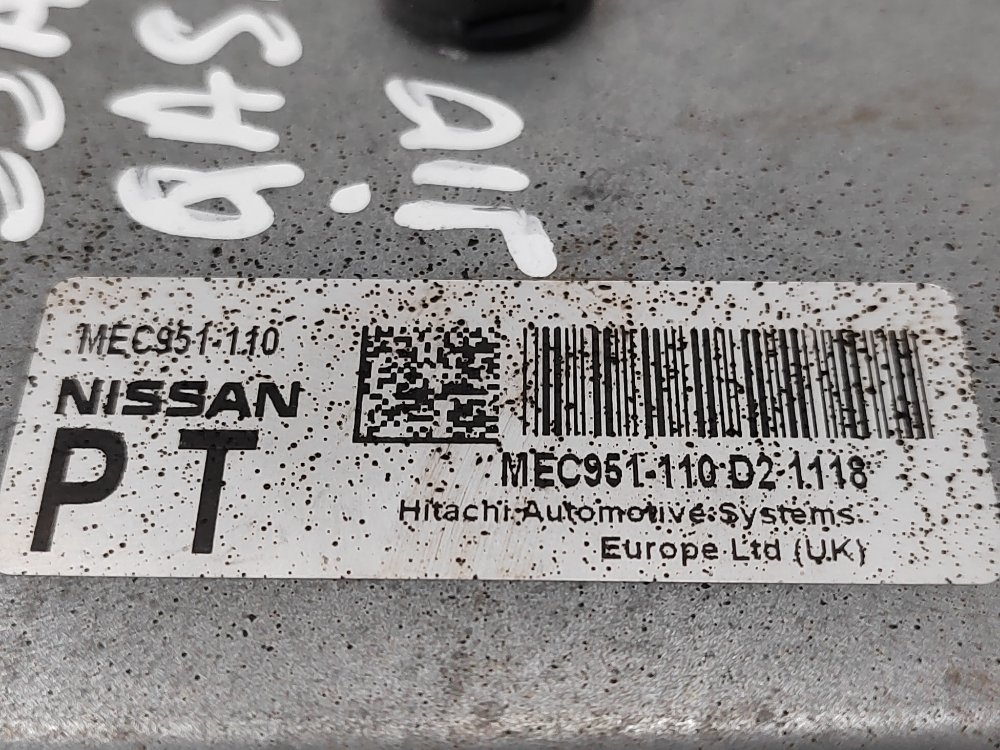 MEC951-110
NISSAN
PT
MEC951-110 D2 1118
Hitachi Automotive Systems
Europe Ltd (UK)